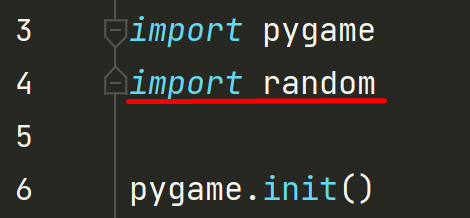 3 import pygame
4 import random
5
6 pygame.init()